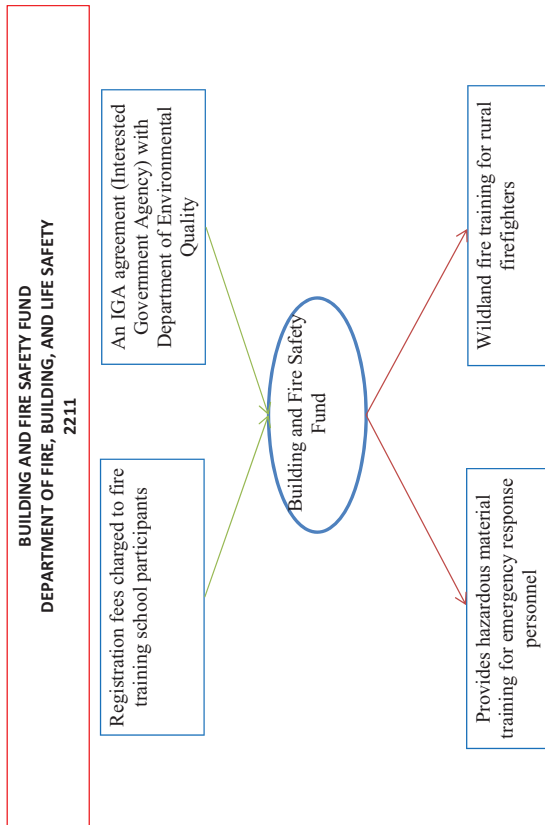 BUILDING AND FIRE SAFETY FUND
DEPARTMENT OF FIRE, BUILDING, AND LIFE SAFETY
2211
Registration fees charged to fire
training school participants
An IGA agreement (Interested
Government Agency) with
Department of Environmental
Quality
Building and Fire Safety
Fund
Provides hazardous material
training for emergency response
personnel
Wildland fire training for rural
firefighters